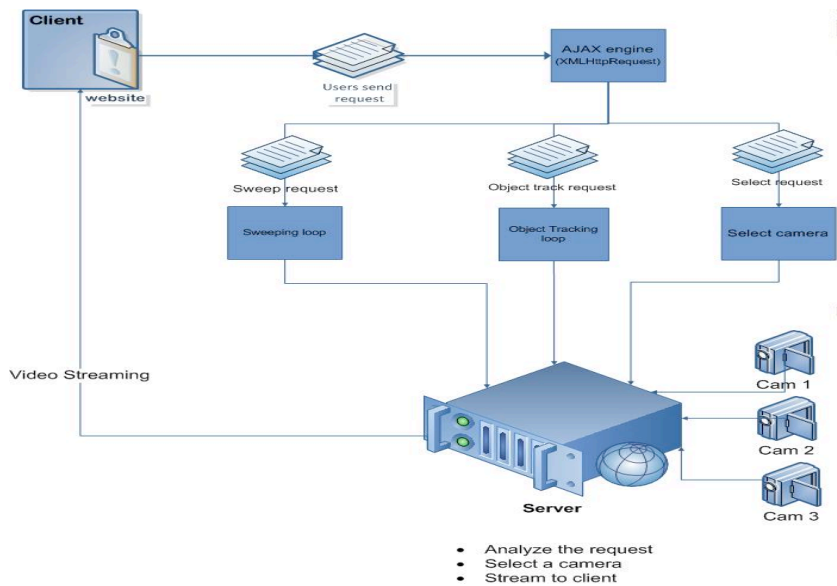 Client
website
Users send
request
AJAX engine
(XMLHttpRequest)
Sweep request
Object track request
Select request
Sweeping loop
Object Tracking
loop
Select camera
Video Streaming
Cam 1
Cam 2
Cam 3
Server
• Analyze the request
• Select a camera
• Stream to client